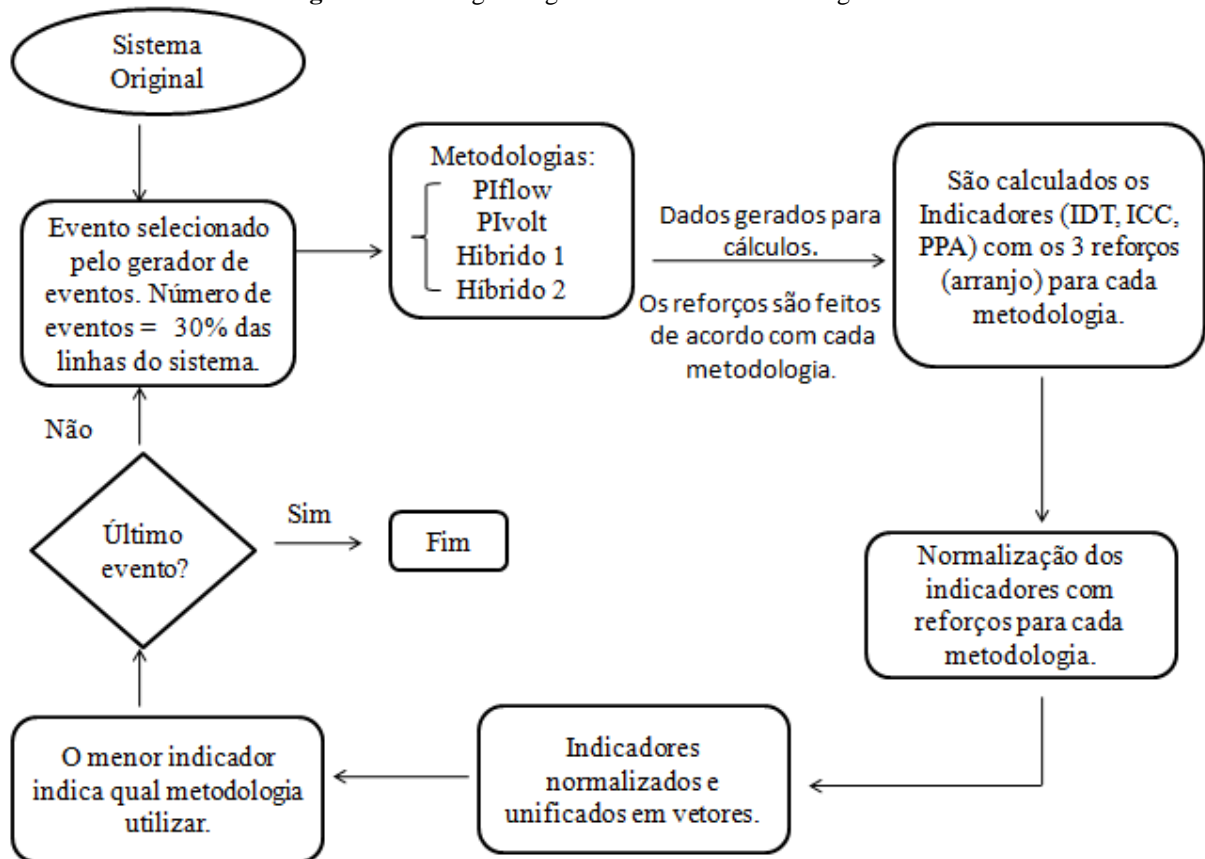 Sistema
Original
Evento selecionado
pelo gerador de
eventos. Número de
eventos = 30% das
linhas do sistema.
Metodologias:
PIflow
PIvolt
Hibrido 1
Híbrido 2
Dados gerados para
cálculos.
Os reforços são feitos
de acordo com cada
metodologia.
São calculados os
Indicadores (IDT, ICC,
PPA) com os 3 reforços
(arranjo) para cada
metodologia.
Normalização dos
indicadores com
reforços para cada
metodologia.
Indicadores
normalizados e
unificados em vetores.
O menor indicador
indica qual metodologia
utilizar.
Último
evento?
Não
Sim
Fim